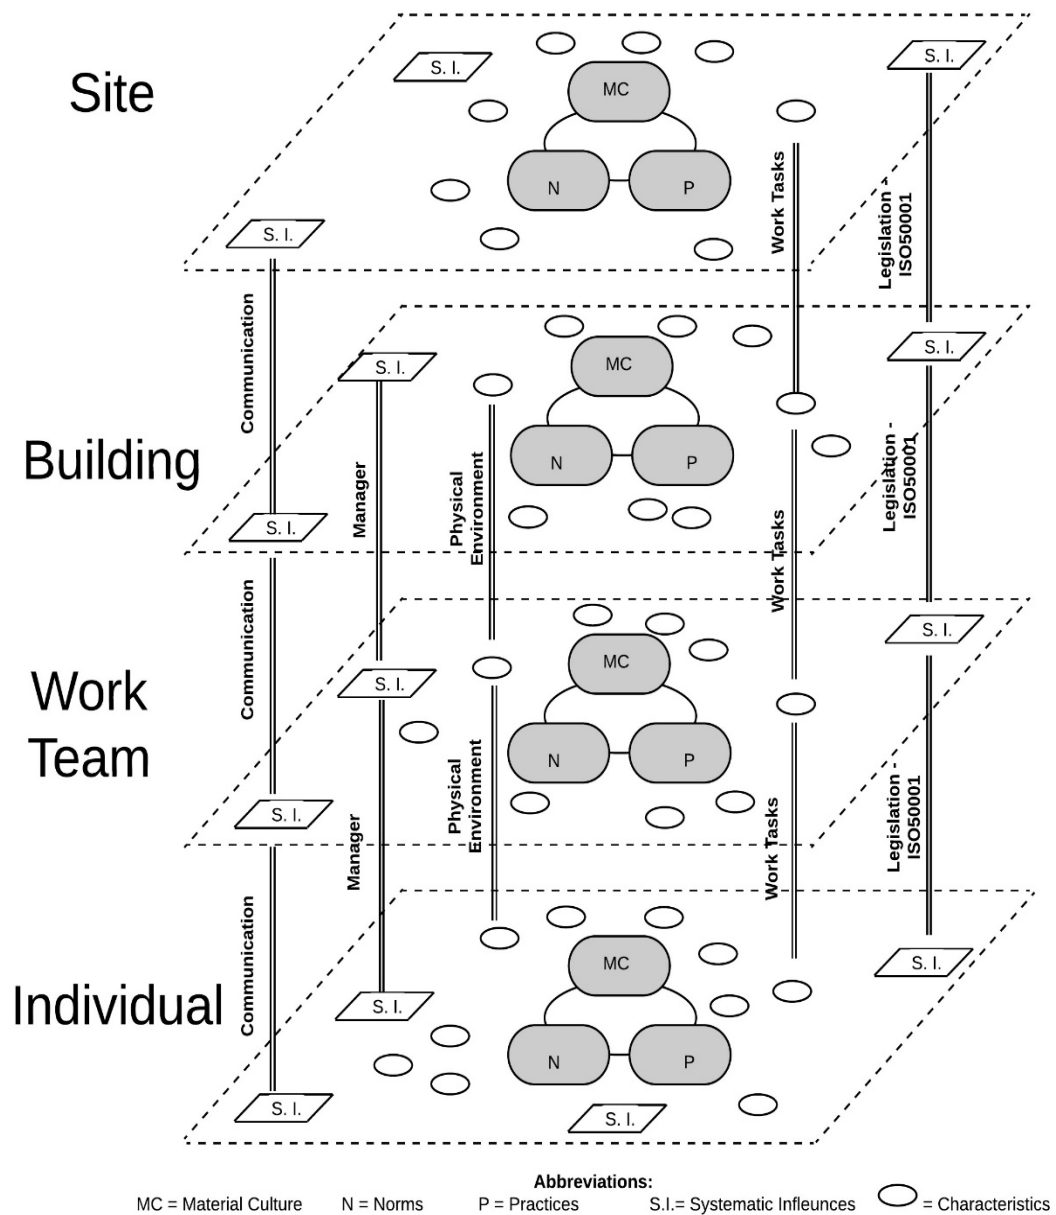 Site
S. I.
S. I.
MC
N
P
S. I.
Work Tasks
Legislation -
ISO50001
Communication
Building
S. I.
S. I.
MC
N
P
S. I.
Manager
Physical
Environment
Work Tasks
Legislation -
ISO50001
Communication
Work
Team
S. I.
S. I.
MC
N
P
S. I.
Manager
Physical
Environment
Work Tasks
Legislation -
ISO50001
Communication
Individual
S. I.
S. I.
MC
N
P
S. I.
S. I.
Abbreviations:
MC = Material Culture N = Norms P = Practices S.I.= Systematic Infleunces = Characteristics